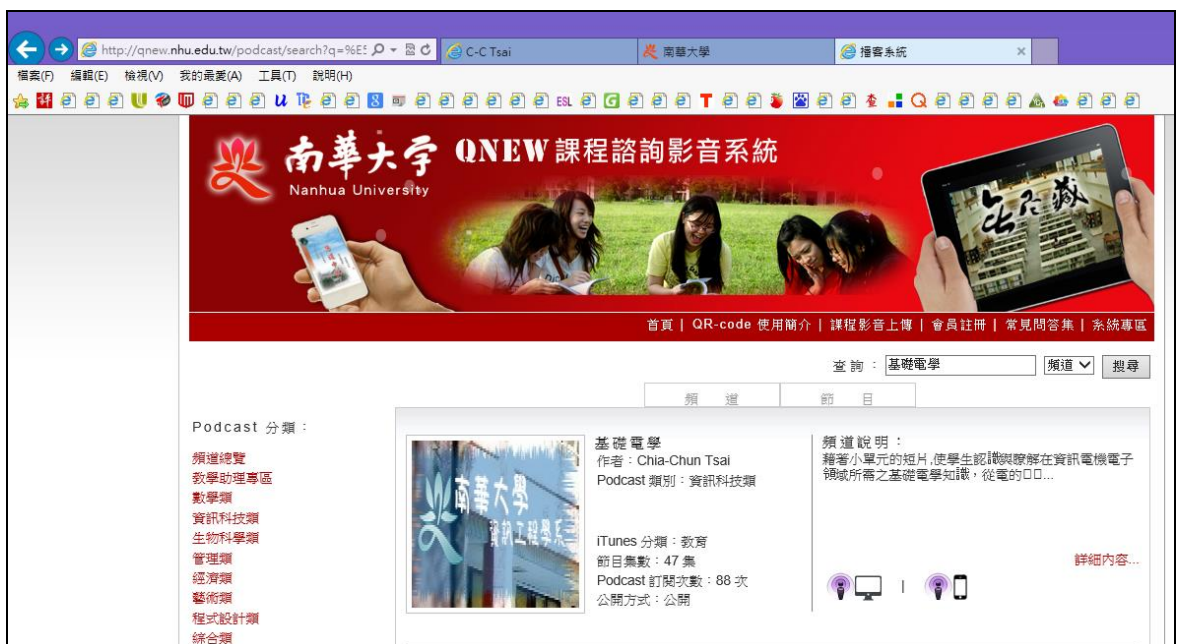 http://qnew.nhu.edu.tw/podcast/search?q=%E5
C-C Tsai
南華大學
播客系統
檔案(F) 編輯(E) 檢視(V) 我的最愛(A) 工具(T) 說明(H)
ESL
南華大学 QNEW 課程諮詢影音系統
Nanhua University
首頁 | QR-code 使用簡介 | 課程影音上傳 | 會員註冊 | 常見問答集 | 系統專區
查詢 : 基礎電學 頻道 搜尋
頻 道 節 目
Podcast 分類 :
頻道總覽
教學助理專區
數學類
資訊科技類
生物科學類
管理類
經濟類
藝術類
程式設計類
綜合類
南華大學
資訊工程學系
基礎電學
作者：Chia-Chun Tsai
Podcast 類別：資訊科技類
iTunes 分類：教育
節目集數：47 集
Podcast 訂閱次數：88 次
公開方式：公開
頻道說明：
藉著小單元的短片,使學生認識與瞭解在資訊電機電子
領域所需之基礎電學知識，從電的□□...
詳細內容...